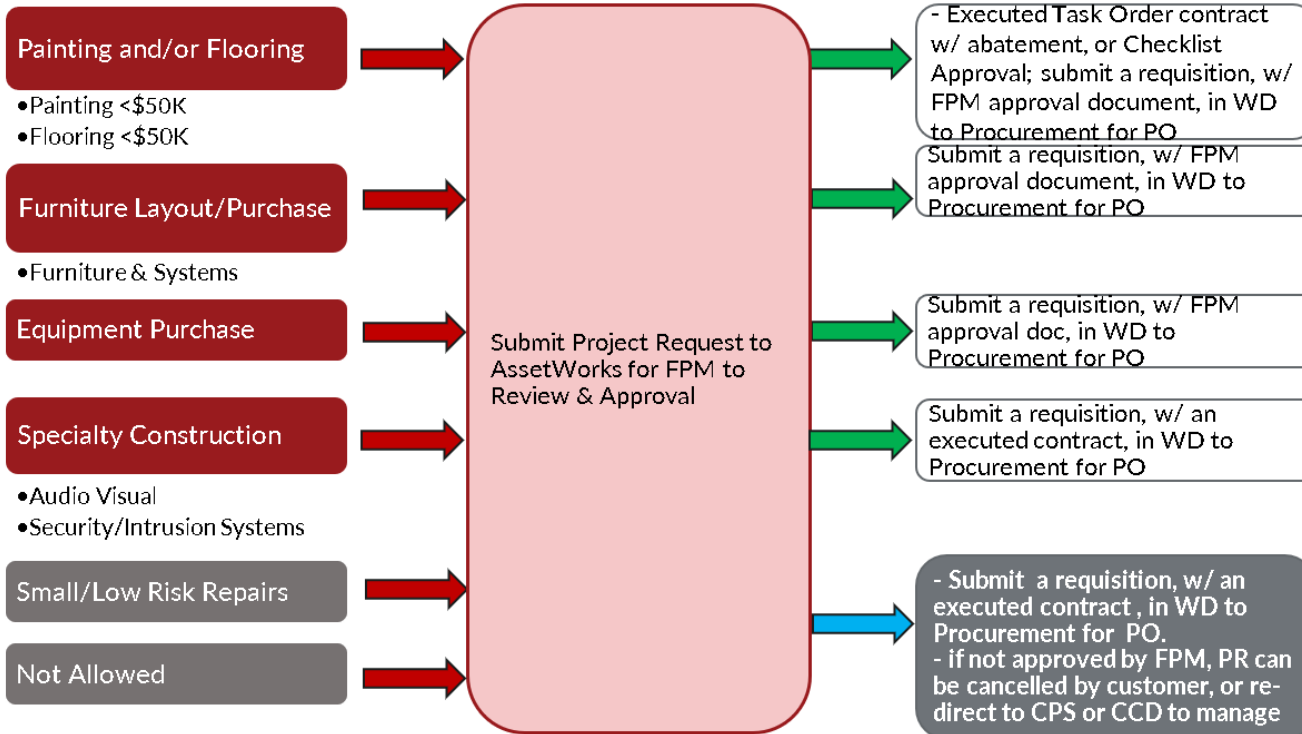 Painting and/or Flooring
•Painting <$50K
•Flooring <$50K
Furniture Layout/Purchase
•Furniture & Systems
Equipment Purchase
Specialty Construction
•Audio Visual
•Security/Intrusion Systems
Small/Low Risk Repairs
Not Allowed
Submit Project Request to
AssetWorks for FPM to
Review & Approval
- Executed Task Order contract
w/ abatement, or Checklist
Approval; submit a requisition, w/
FPM approval document, in WD
to Procurement for PO
Submit a requisition, w/ FPM
approval document, in WD to
Procurement for PO
Submit a requisition, w/ FPM
approval doc, in WD to
Procurement for PO
Submit a requisition, w/ an
executed contract, in WD to
Procurement for PO
- Submit a requisition, w/ an
executed contract , in WD to
Procurement for PO.
- if not approved by FPM, PR can
be cancelled by customer, or re-
direct to CPS or CCD to manage